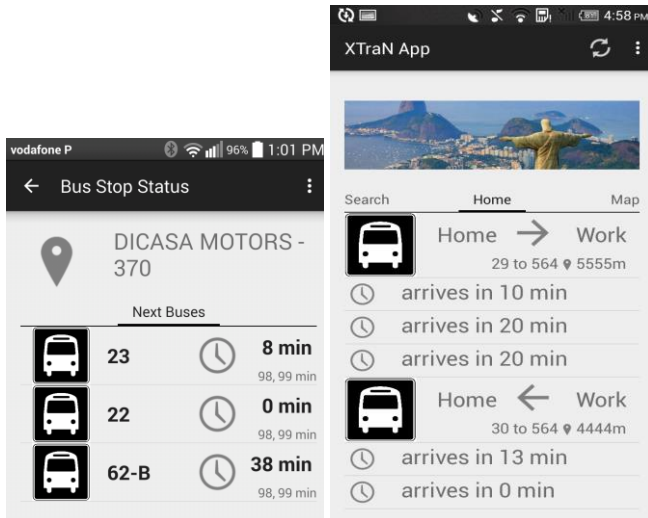 vodafone P 96% 1:01 PM
Bus Stop Status
DICASA MOTORS -
370
Next Buses
23 8 min
98, 99 min
22 0 min
98, 99 min
62-B 38 min
98, 99 min
4:58 PM
XTraN App
Search Home Map
Home Work
29 to 564 5555m
arrives in 10 min
arrives in 20 min
arrives in 20 min
Home Work
30 to 564 4444m
arrives in 13 min
arrives in 0 min